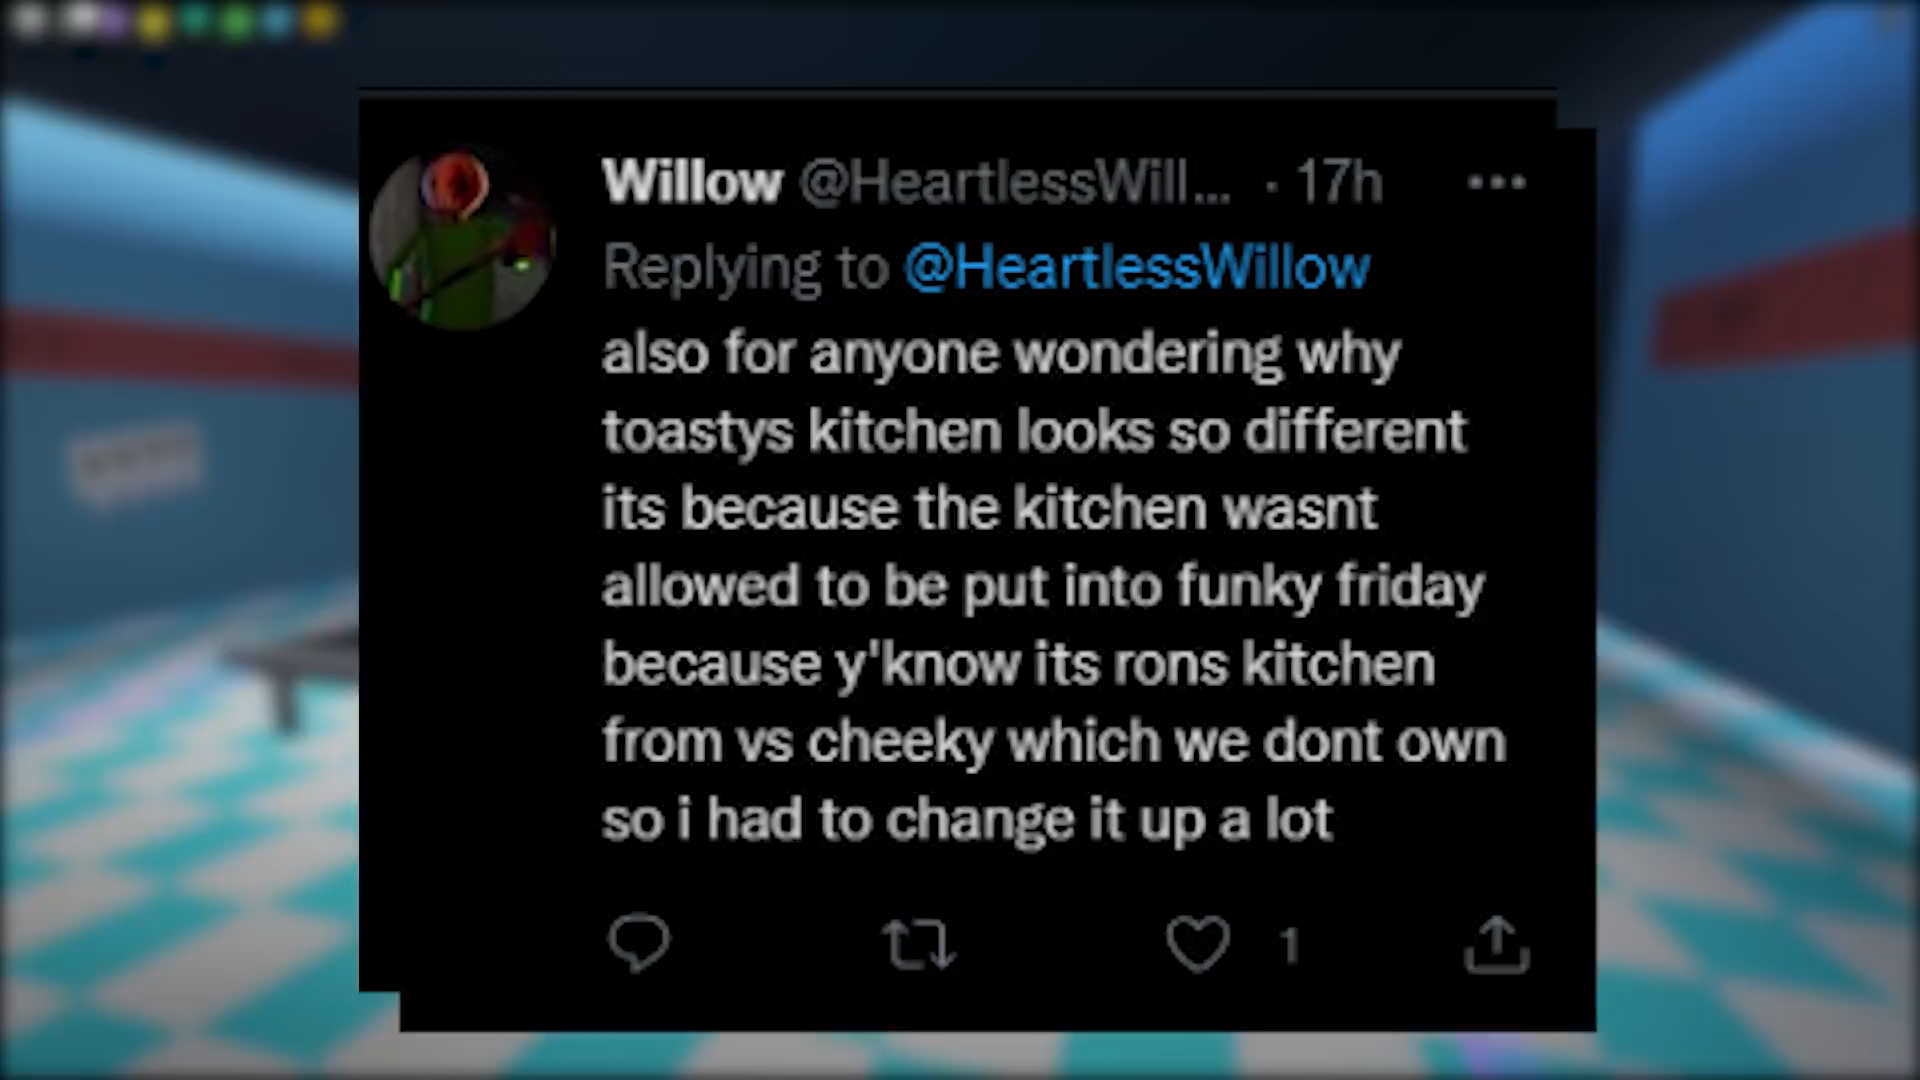 Willow @HeartlessWill... · 17h
Replying to @HeartlessWillow
also for anyone wondering why
toastys kitchen looks so different
its because the kitchen wasnt
allowed to be put into funky friday
because y'know its rons kitchen
from vs cheeky which we dont own
so i had to change it up a lot
1